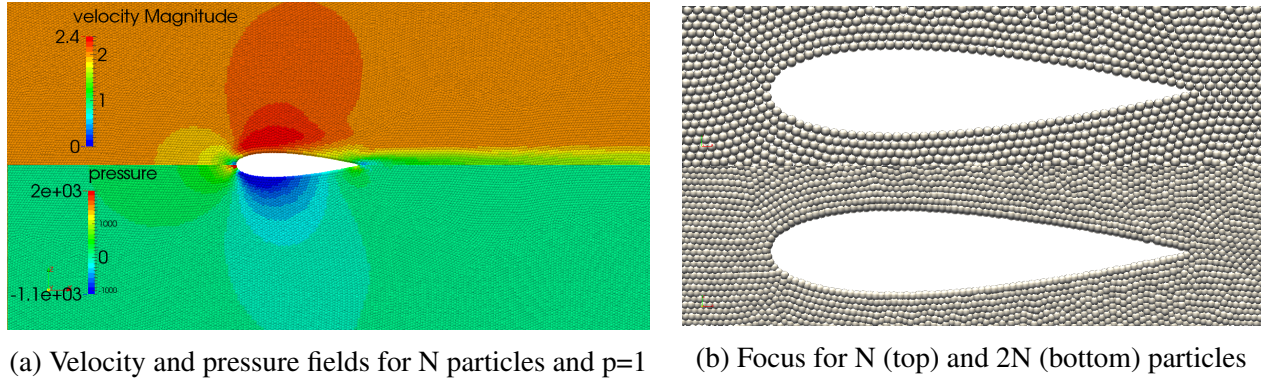 velocity Magnitude
2.4
2
1
0
pressure
2e+03
1000
0
-1.1e+03
-1000
(a) Velocity and pressure fields for N particles and p=1
(b) Focus for N (top) and 2N (bottom) particles